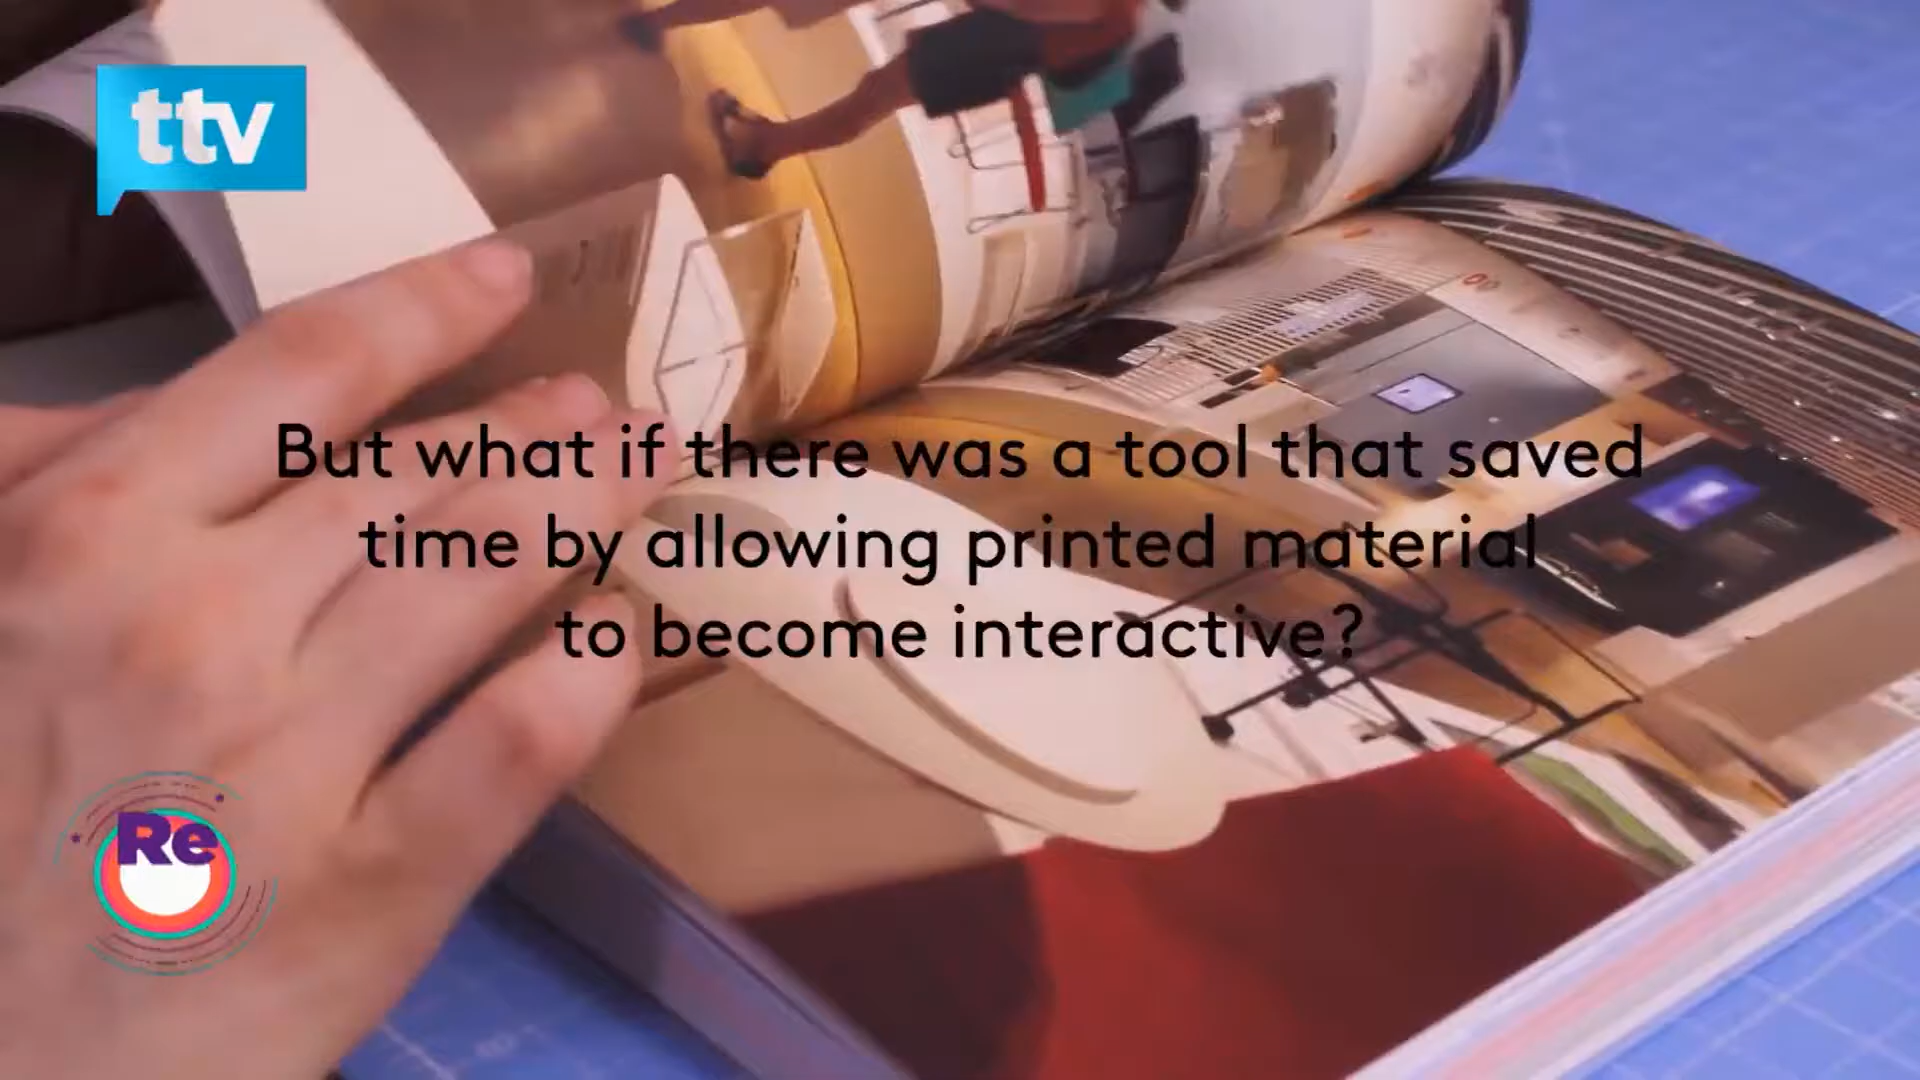 ttv
But what if there was a tool that saved
time by allowing printed material
to become interactive?
Re